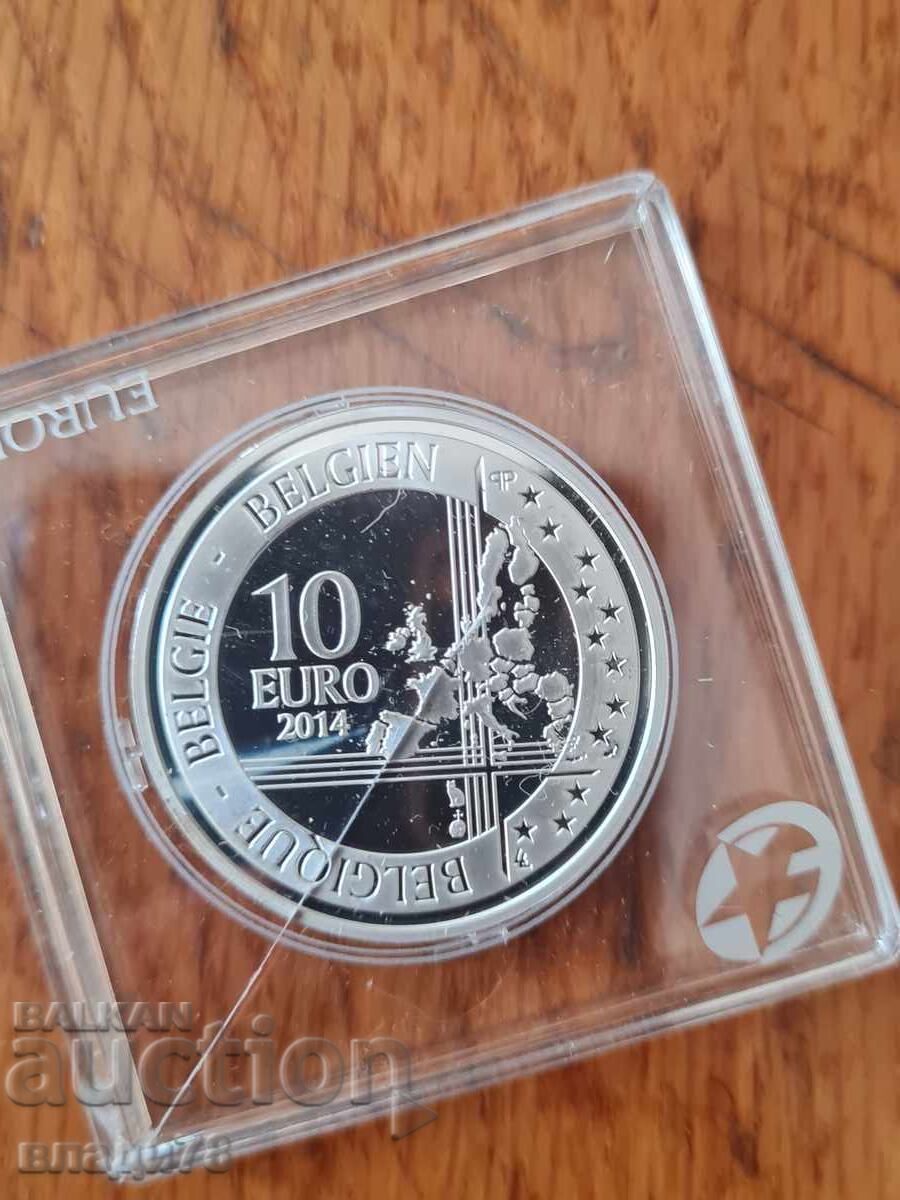 EURO
BELGIQUE - BELGIE - BELGIEN
10
EURO
2014
BALKAN
auction
влади78